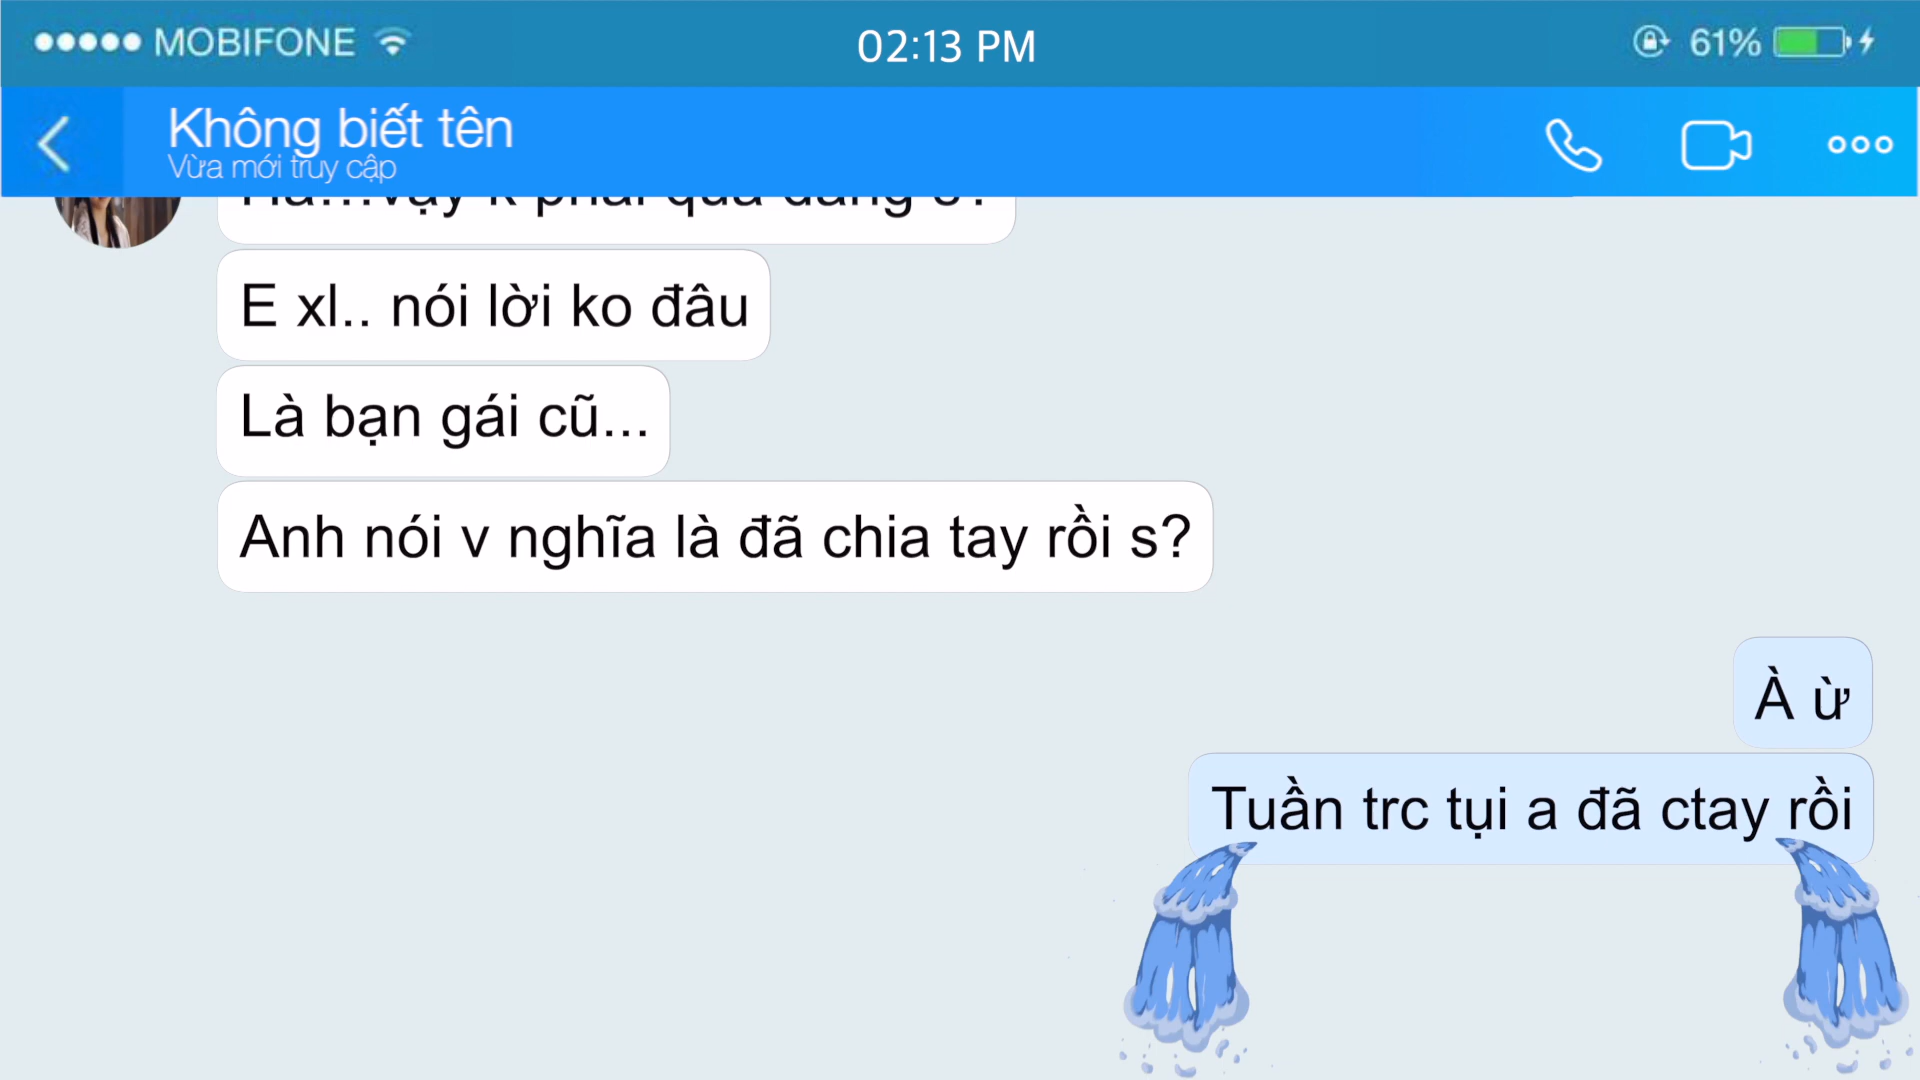 MOBIFONE
02:13 PM
61%
Không biết tên
Vừa mới truy cập
E xl.. nói lời ko đâu
Là bạn gái cũ...
Anh nói v nghĩa là đã chia tay rồi s?
À ừ
Tuần trc tụi a đã ctay rồi